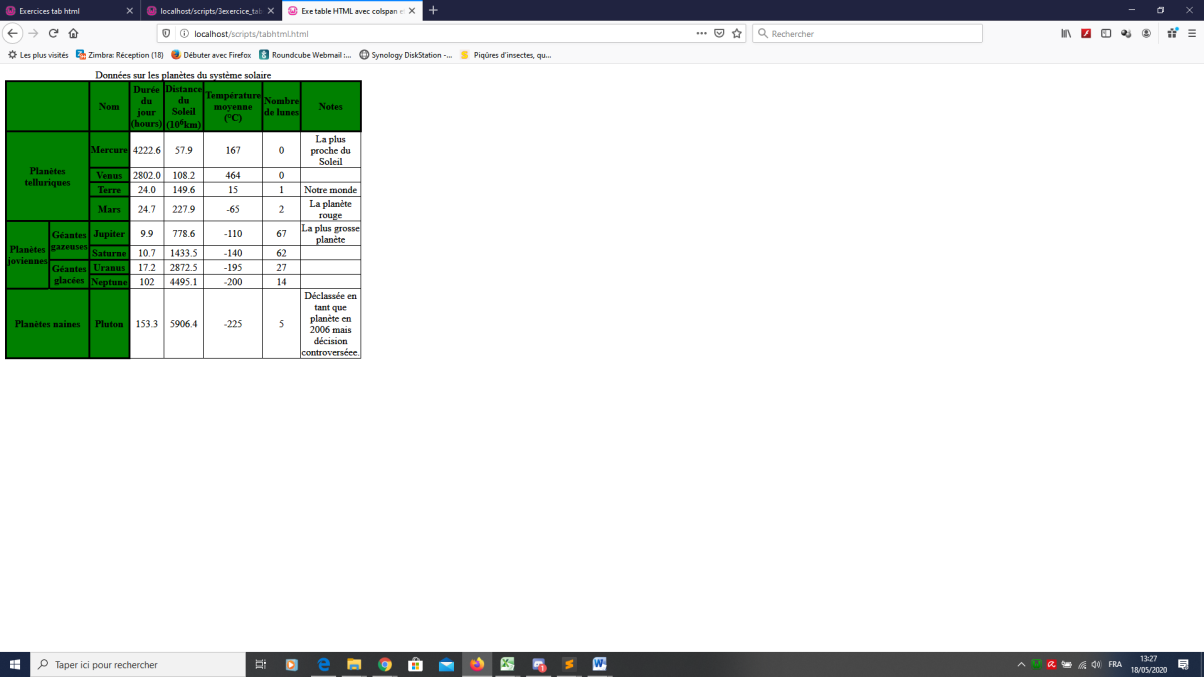 Exercices tab html
localhost/scripts/3exercice_tab
Exe table HTML avec colspan e
localhost/scripts/tabhtml.html
Rechercher
Les plus visités
Zimbra: Réception (18)
Débuter avec Firefox
Roundcube Webmail :...
Synology DiskStation -...
Piqûres d'insectes, qu...
Données sur les planètes du système solaire
Nom
Durée du jour (hours)
Distance du Soleil (10⁶km)
Température moyenne (°C)
Nombre de lunes
Notes
Planètes telluriques
Mercure 4222.6 57.9 167 0 La plus proche du Soleil
Venus 2802.0 108.2 464 0
Terre 24.0 149.6 15 1 Notre monde
Mars 24.7 227.9 -65 2 La planète rouge
Planètes joviennes
Géantes gazeuses
Jupiter 9.9 778.6 -110 67 La plus grosse planète
Saturne 10.7 1433.5 -140 62
Géantes glacées
Uranus 17.2 2872.5 -195 27
Neptune 102 4495.1 -200 14
Planètes naines
Pluton 153.3 5906.4 -225 5 Déclassée en tant que planète en 2006 mais décision controverséee.
Taper ici pour rechercher
FRA
13:27
18/05/2020